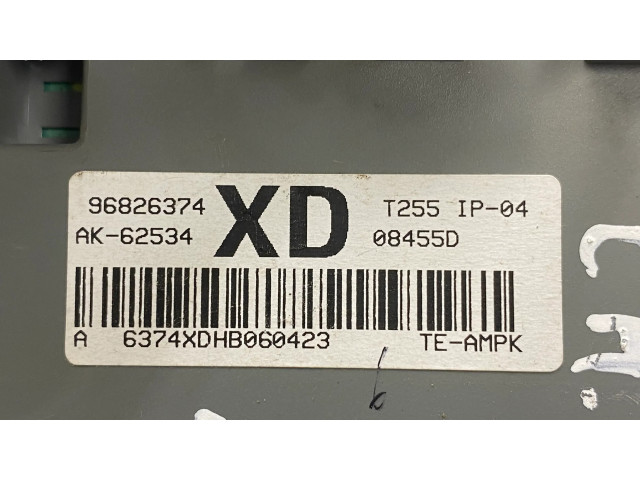 96826374 XD T255 IP-04
AK-62534 08455D
A 6374XDHB060423 TE-AMPK